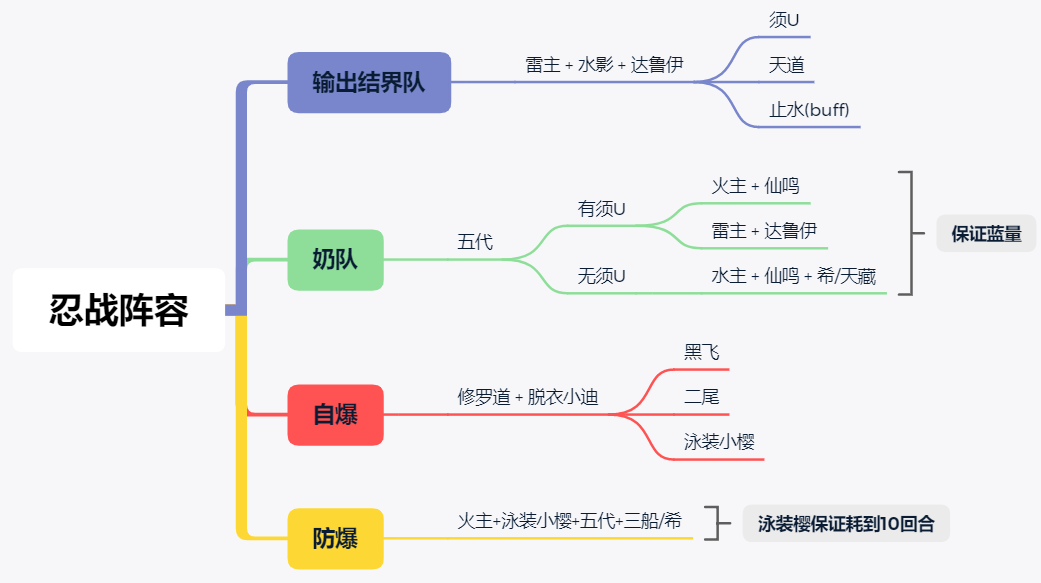 忍战阵容
输出结界队
雷主 + 水影 + 达鲁伊
须U
天道
止水(buff)
奶队
五代
有须U
火主 + 仙鸣
雷主 + 达鲁伊
无须U
水主 + 仙鸣 + 希/天藏
保证蓝量
自爆
修罗道 + 脱衣小迪
黑飞
二尾
泳装小樱
防爆
火主+泳装小樱+五代+三船/希
泳装樱保证耗到10回合